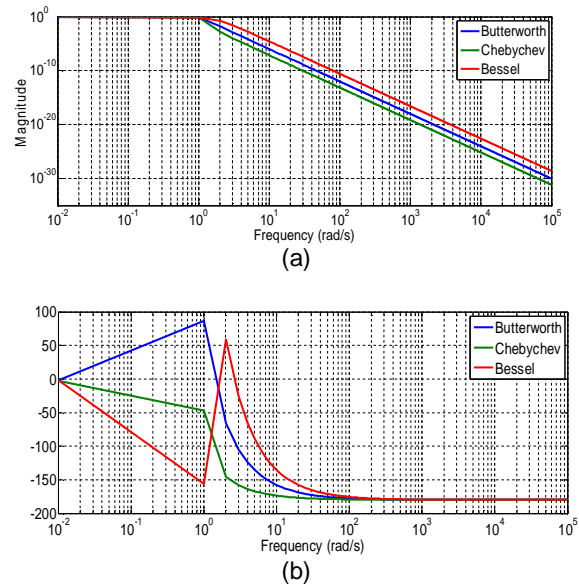 10^0
10^-10
10^-20
10^-30
Magnitude
Butterworth
Chebychev
Bessel
10^-2 10^-1 10^0 10^1 10^2 10^3 10^4 10^5
Frequency (rad/s)
(a)
100
50
0
-50
-100
-150
-200
Butterworth
Chebychev
Bessel
10^-2 10^-1 10^0 10^1 10^2 10^3 10^4 10^5
Frequency (rad/s)
(b)